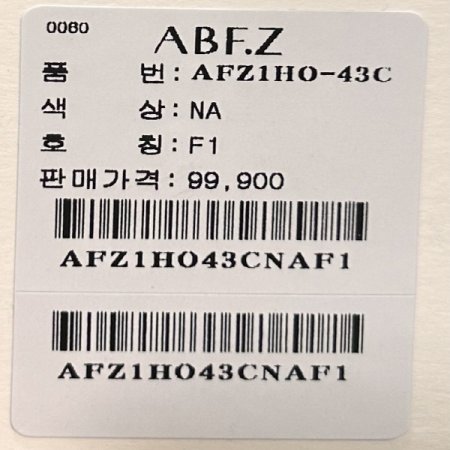 0060
ABF.Z
품 번: AFZ1HO-43C
색 상: NA
호 칭: F1
판매가격: 99,900
AFZ1HO43CNAF1
AFZ1HO43CNAF1